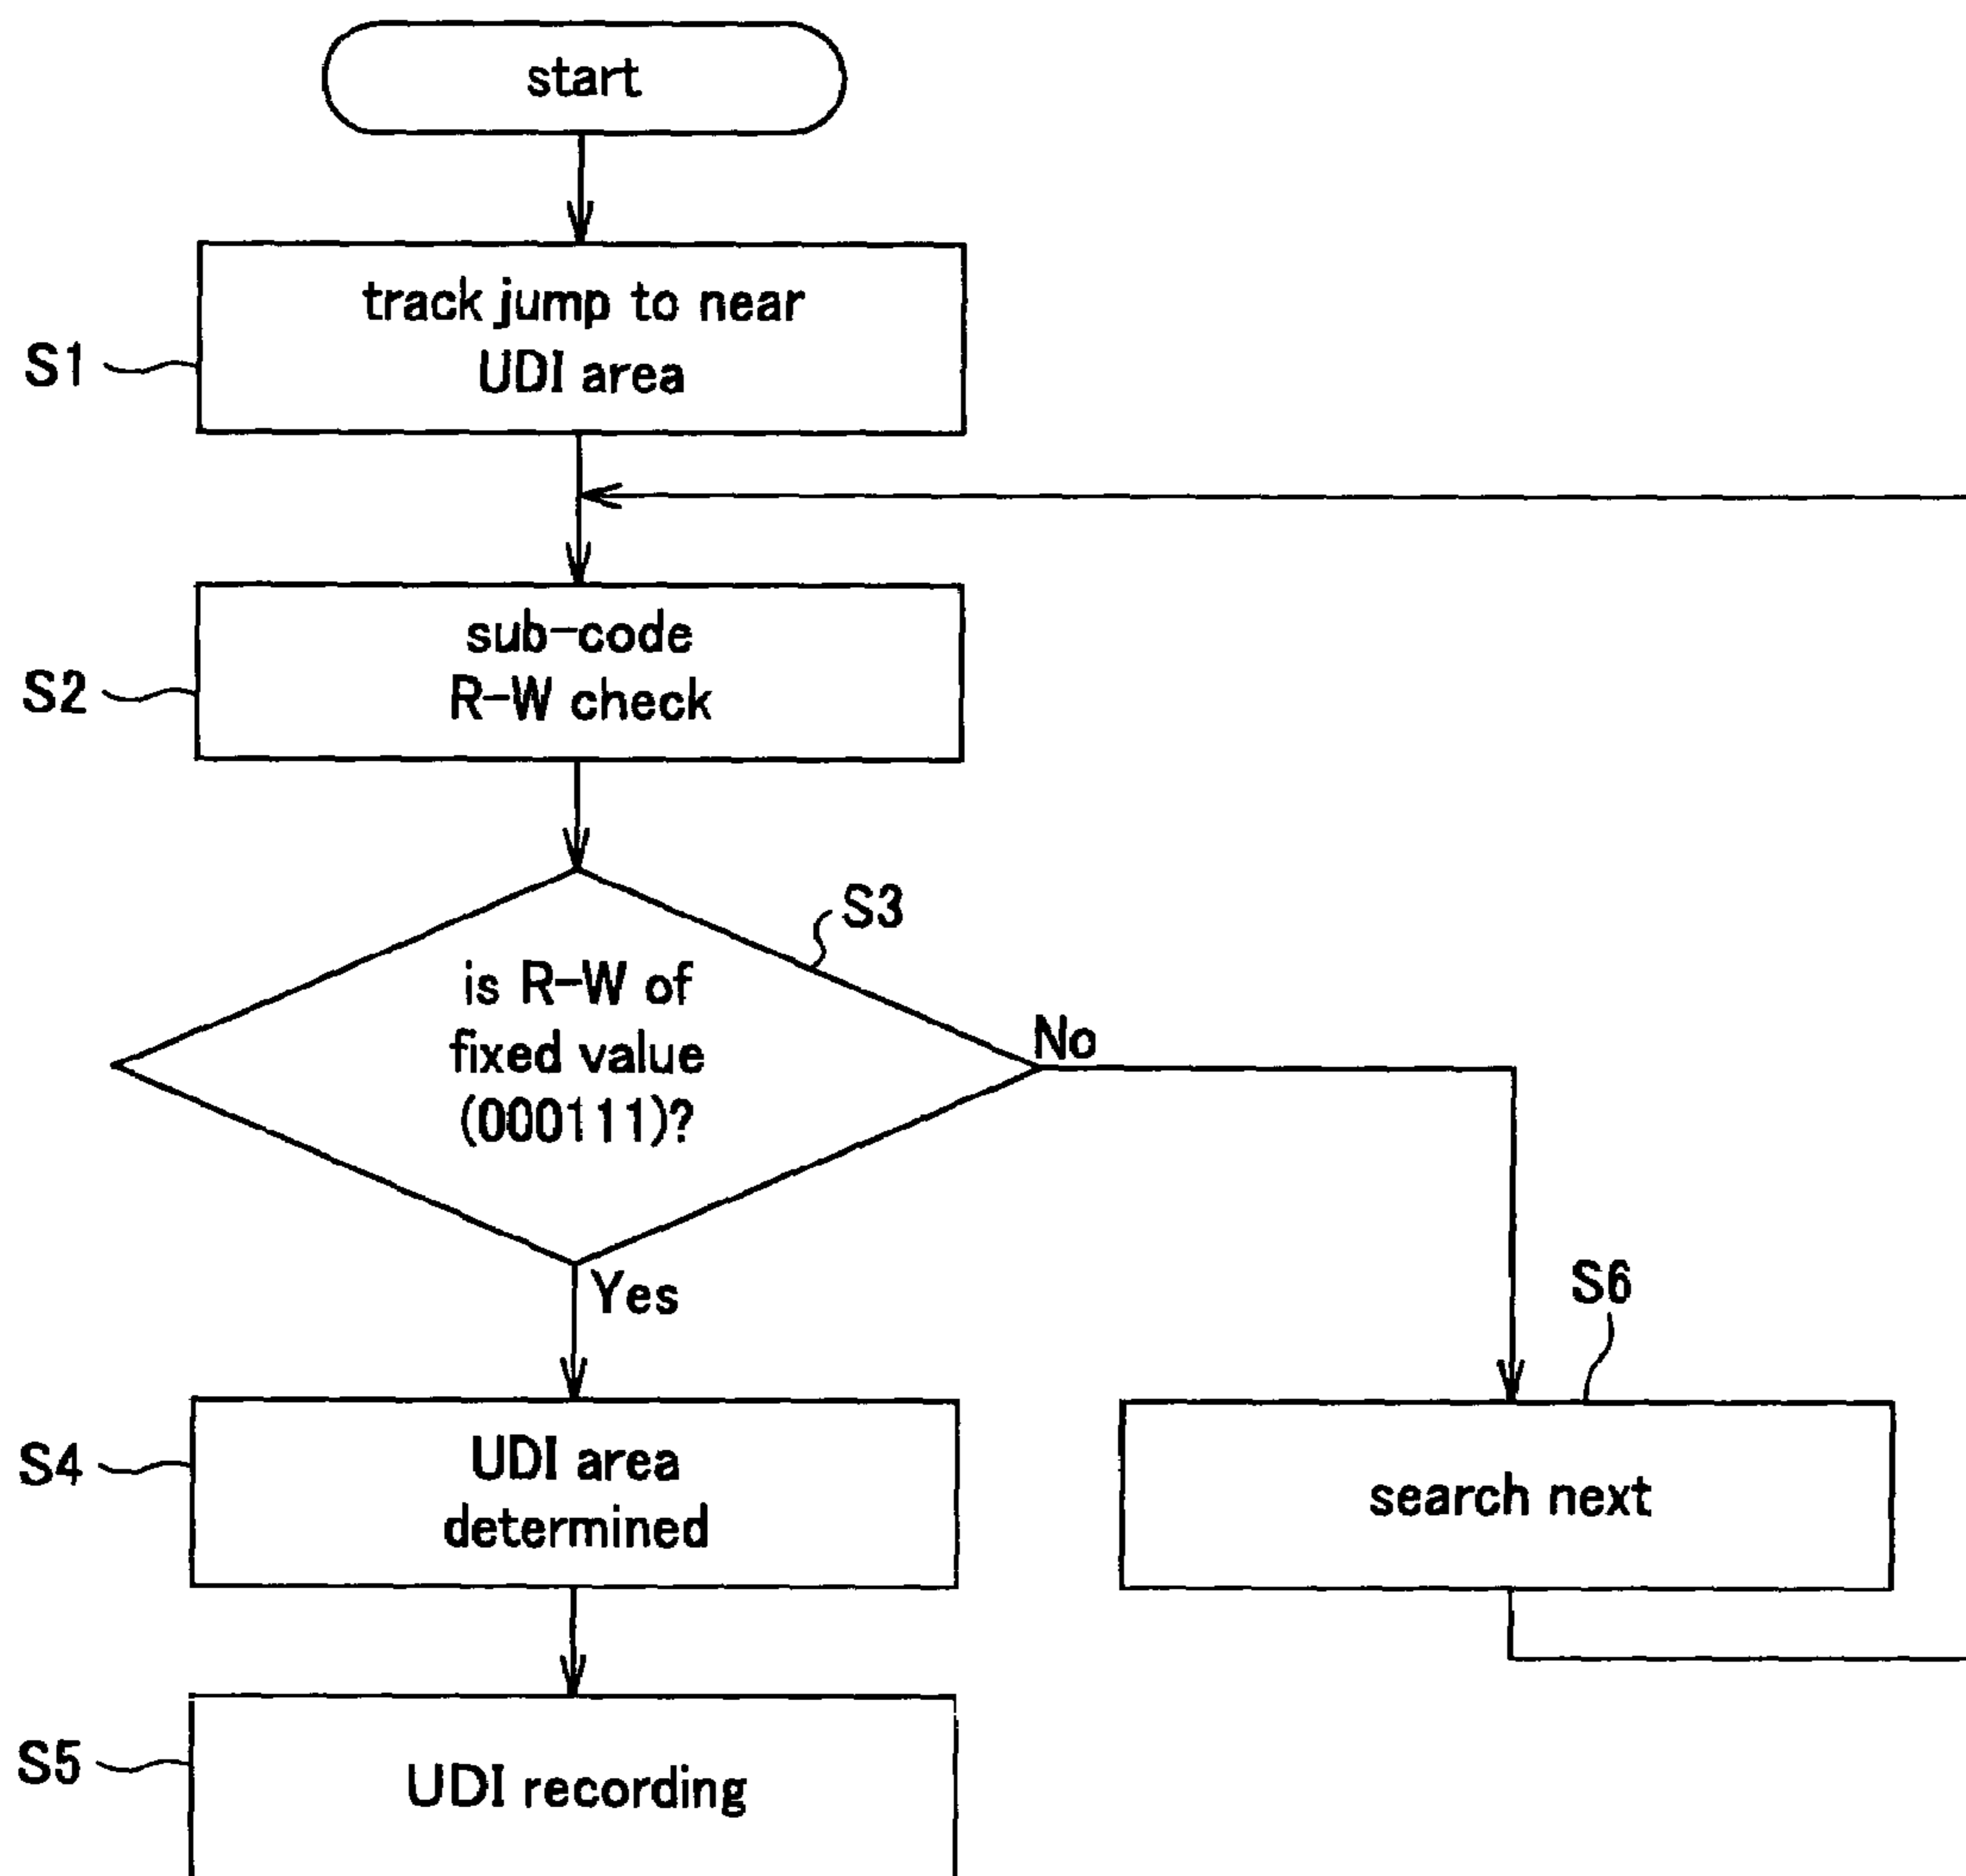 start
track jump to near
UDI area
S1
sub-code
R-W check
S2
S3
is R-W of
fixed value
(000111)?
No
Yes
S6
UDI area
determined
S4
search next
S5
UDI recording